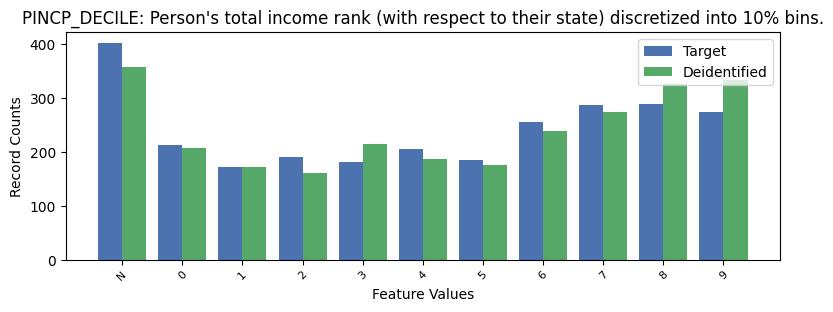 PINCP_DECILE: Person's total income rank (with respect to their state) discretized into 10% bins.
Target
Deidentified
400
300
200
100
0
Record Counts
N 0 1 2 3 4 5 6 7 8 9
Feature Values